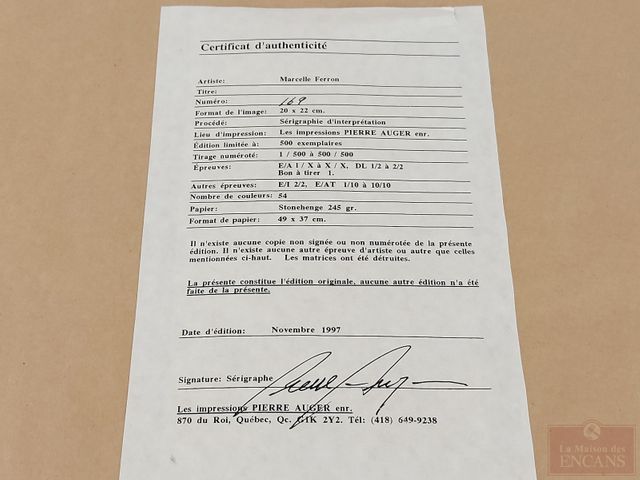 Certificat d'authenticité
Artiste: Marcelle Ferron
Titre:
Numéro: 169
Format de l'image: 20 x 22 cm.
Procédé: Sérigraphie d'interprétation
Lieu d'impression: Les impressions PIERRE AUGER enr.
Édition limitée à: 500 exemplaires
Tirage numéroté: 1 / 500 à 500 / 500
Épreuves: E/A 1 / X à X / X, DL 1/2 à 2/2
Bon à tirer 1.
Autres épreuves: E/I 2/2, E/AT 1/10 à 10/10
Nombre de couleurs: 54
Papier: Stonehenge 245 gr.
Format de papier: 49 x 37 cm.
Il n'existe aucune copie non signée ou non numérotée de la présente
édition. Il n'existe aucune autre épreuve d'artiste ou autre que celles
mentionnées ci-haut. Les matrices ont été détruites.
La présente constitue l'édition originale, aucune autre édition n'a été
faite de la présente.
Date d'édition: Novembre 1997
Signature: Sérigraphe
Les impressions PIERRE AUGER enr.
870 du Roi, Québec, Qc. G1K 2Y2. Tél: (418) 649-9238
La Maison des
ENCANS